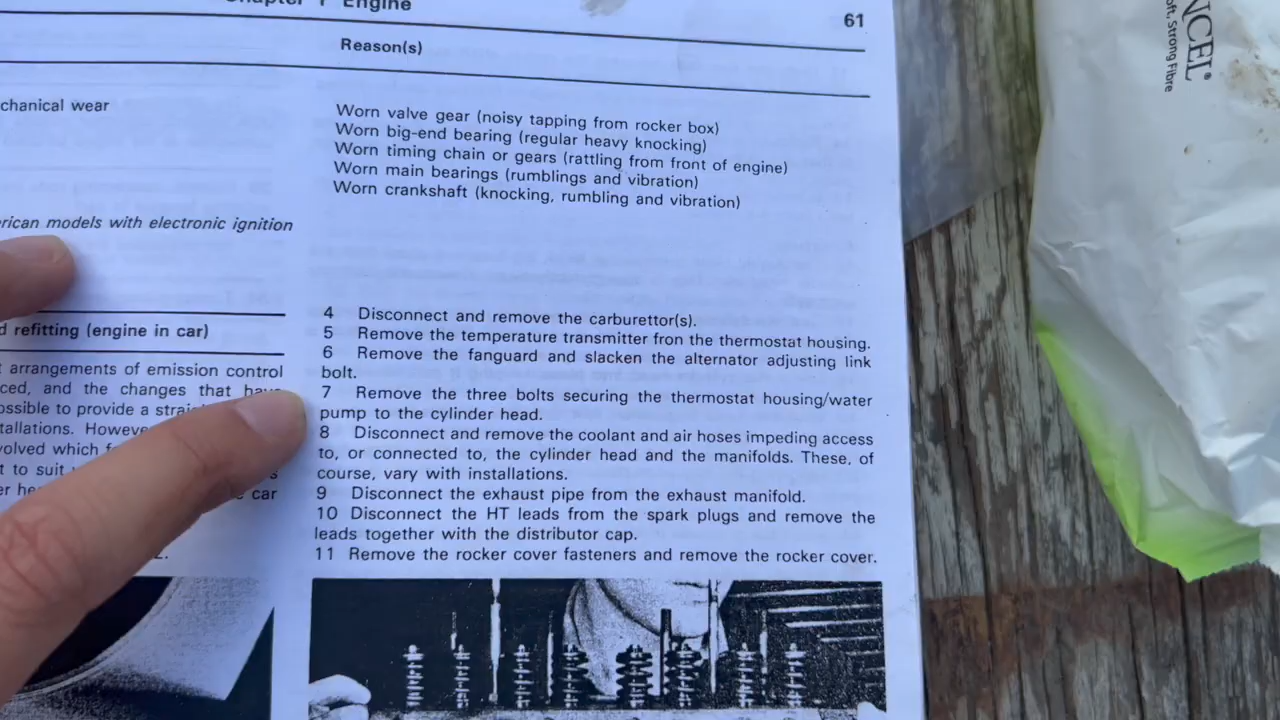 Chapter 1 Engine
61
Reason(s)
chanical wear
Worn valve gear (noisy tapping from rocker box)
Worn big-end bearing (regular heavy knocking)
Worn timing chain or gears (rattling from front of engine)
Worn main bearings (rumblings and vibration)
Worn crankshaft (knocking, rumbling and vibration)
rican models with electronic ignition
d refitting (engine in car)
t arrangements of emission control
ced, and the changes that have
ossible to provide a
tallations.
volved which
t to suit
car
4 Disconnect and remove the carburettor(s).
5 Remove the temperature transmitter fron the thermostat housing.
6 Remove the fanguard and slacken the alternator adjusting link
bolt.
7 Remove the three bolts securing the thermostat housing/water
pump to the cylinder head.
8 Disconnect and remove the coolant and air hoses impeding access
to, or connected to, the cylinder head and the manifolds. These, of
course, vary with installations.
9 Disconnect the exhaust pipe from the exhaust manifold.
10 Disconnect the HT leads from the spark plugs and remove the
leads together with the distributor cap.
11 Remove the rocker cover fasteners and remove the rocker cover.
NCEL®
oft, Strong Fibre